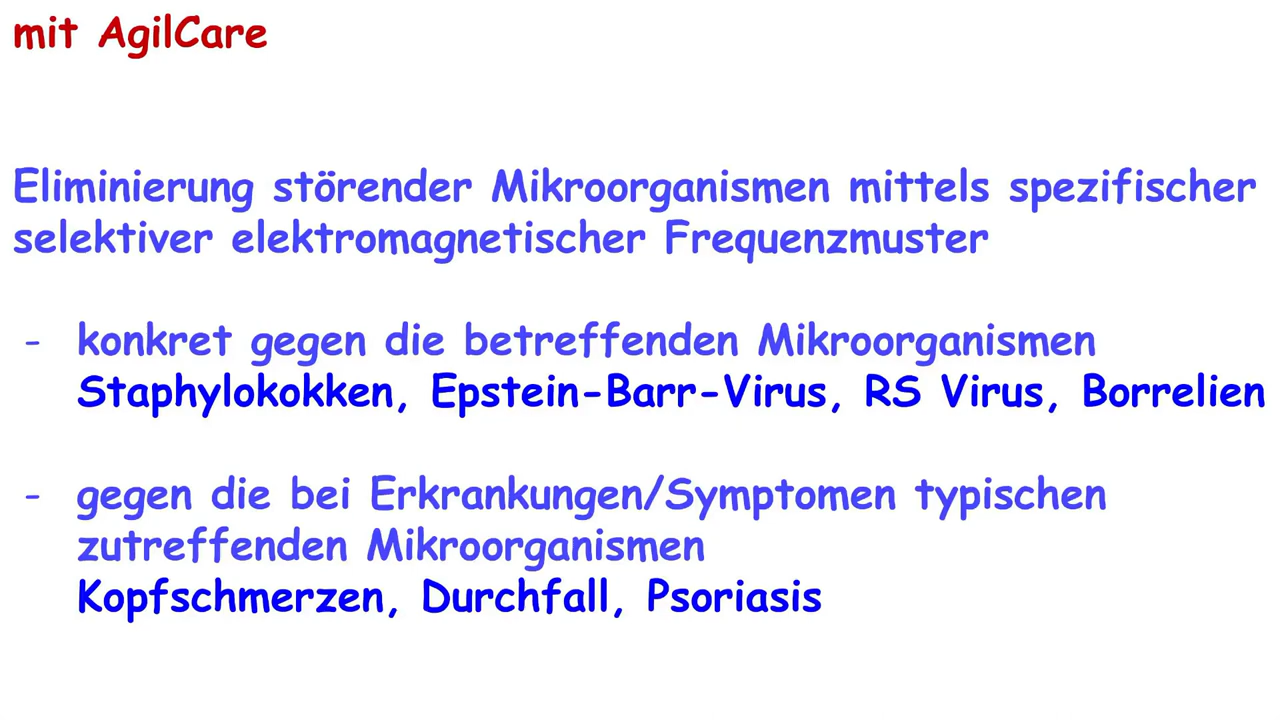 mit AgilCare
Eliminierung störender Mikroorganismen mittels spezifischer
selektiver elektromagnetischer Frequenzmuster
- konkret gegen die betreffenden Mikroorganismen
Staphylokokken, Epstein-Barr-Virus, RS Virus, Borrelien
- gegen die bei Erkrankungen/Symptomen typischen
zutreffenden Mikroorganismen
Kopfschmerzen, Durchfall, Psoriasis